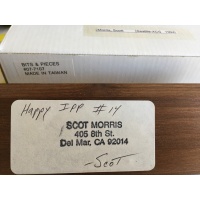 BITS & PIECES
MADE IN TAIWAN
Happy IPP #14
SCOT MORRIS
405 8th St.
Del Mar, CA 92014
-Scot